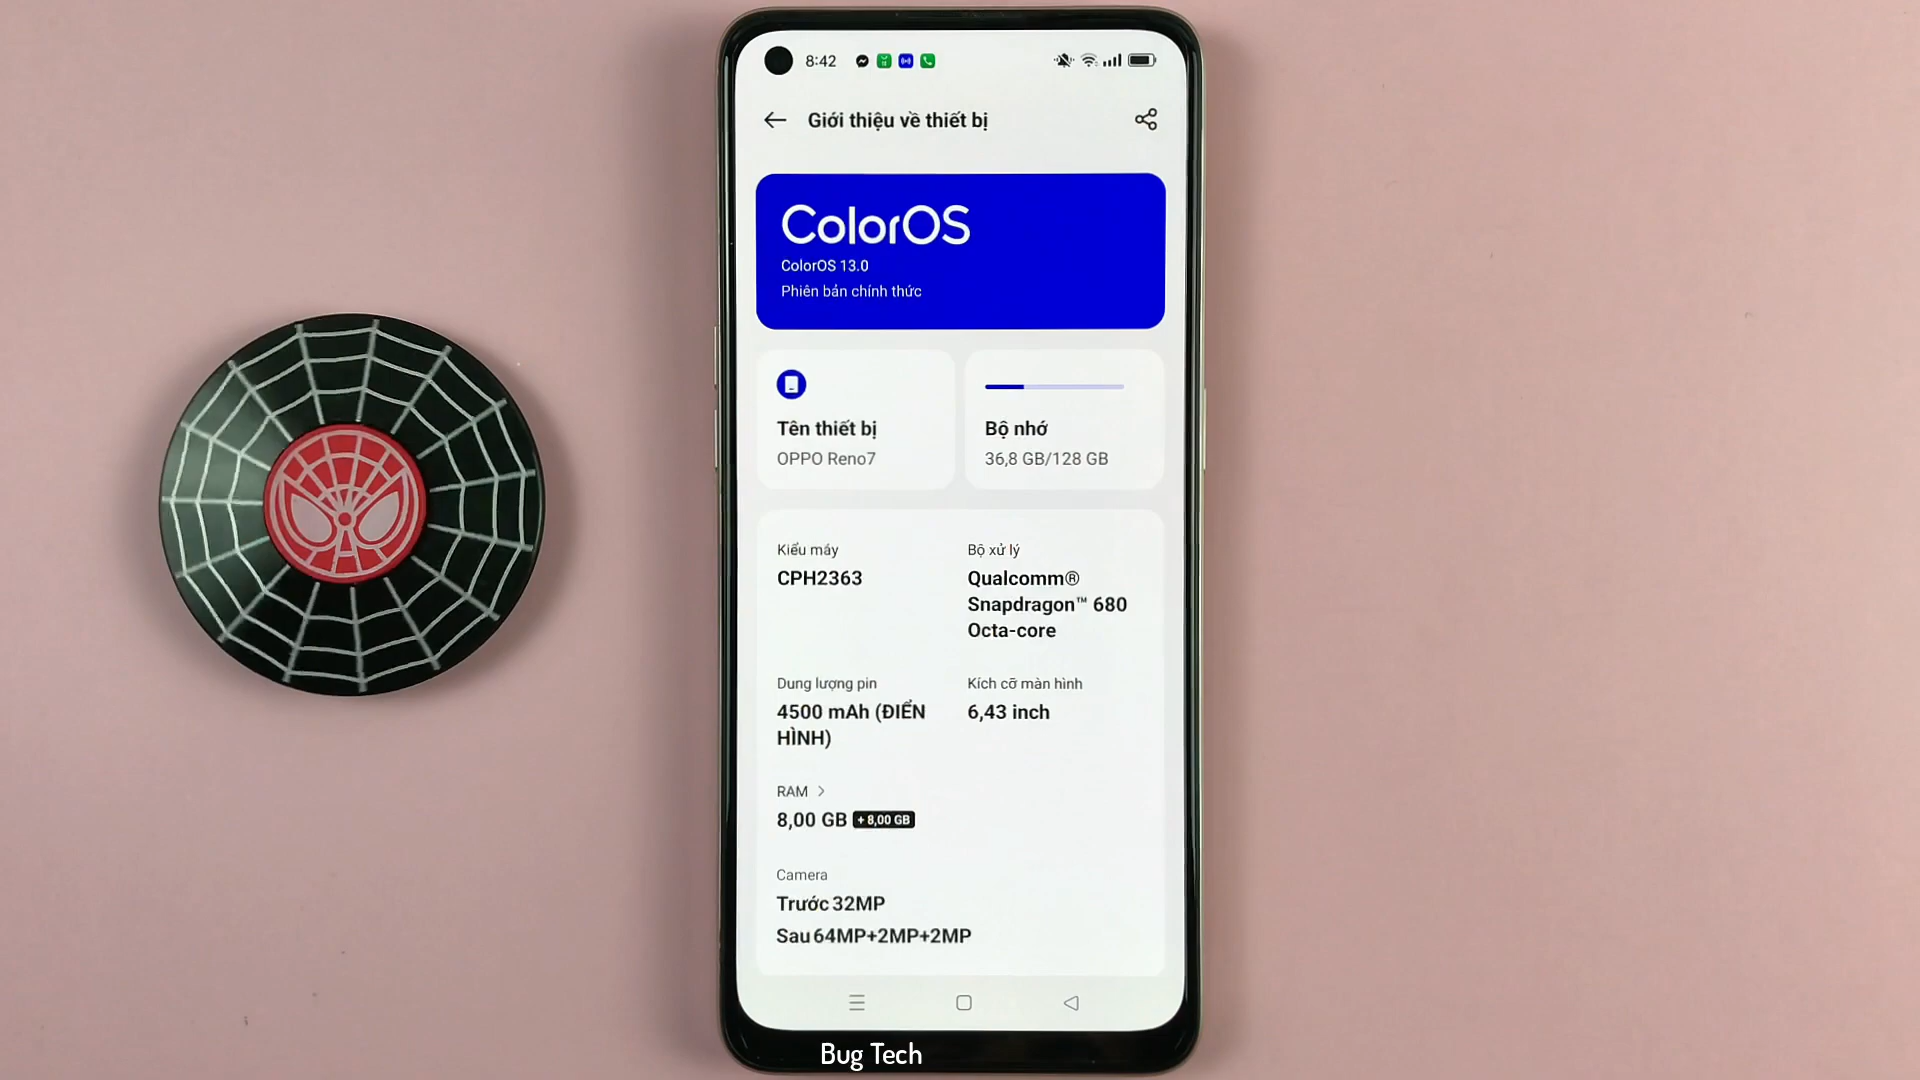 8:42
Giới thiệu về thiết bị
ColorOS
ColorOS 13.0
Phiên bản chính thức
Tên thiết bị
OPPO Reno7
Bộ nhớ
36,8 GB/128 GB
Kiểu máy
CPH2363
Bộ xử lý
Qualcomm®
Snapdragon™ 680
Octa-core
Dung lượng pin
4500 mAh (ĐIỂN
HÌNH)
Kích cỡ màn hình
6,43 inch
RAM
8,00 GB + 8,00 GB
Camera
Trước 32MP
Sau 64MP+2MP+2MP
Bug Tech